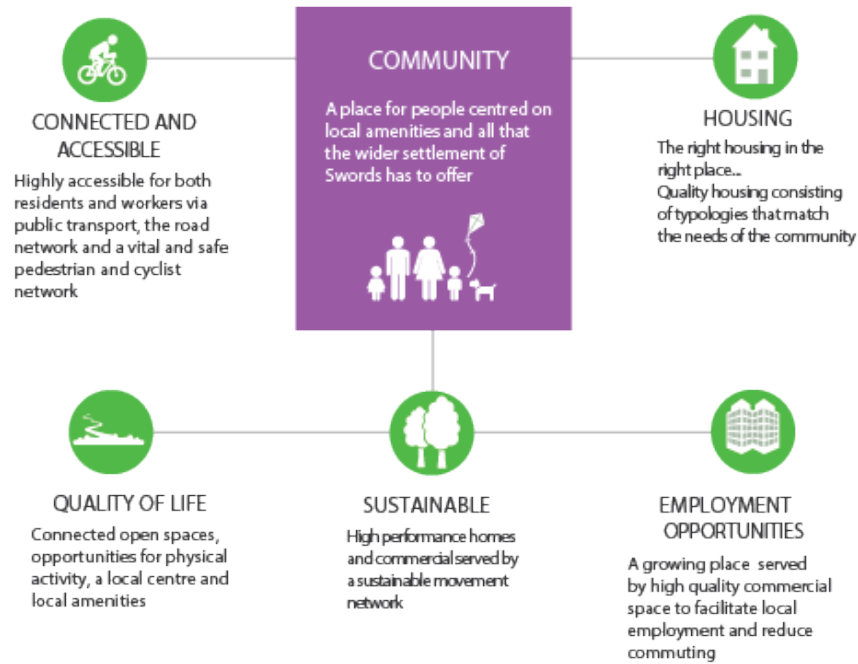 COMMUNITY
A place for people centred on
local amenities and all that
the wider settlement of
Swords has to offer
CONNECTED AND
ACCESSIBLE
Highly accessible for both
residents and workers via
public transport, the road
network and a vital and safe
pedestrian and cyclist
network
HOUSING
The right housing in the
right place...
Quality housing consisting
of typologies that match
the needs of the community
QUALITY OF LIFE
Connected open spaces,
opportunities for physical
activity, a local centre and
local amenities
SUSTAINABLE
High performance homes
and commercial served by
a sustainable movement
network
EMPLOYMENT
OPPORTUNITIES
A growing place served
by high quality commercial
space to facilitate local
employment and reduce
commuting